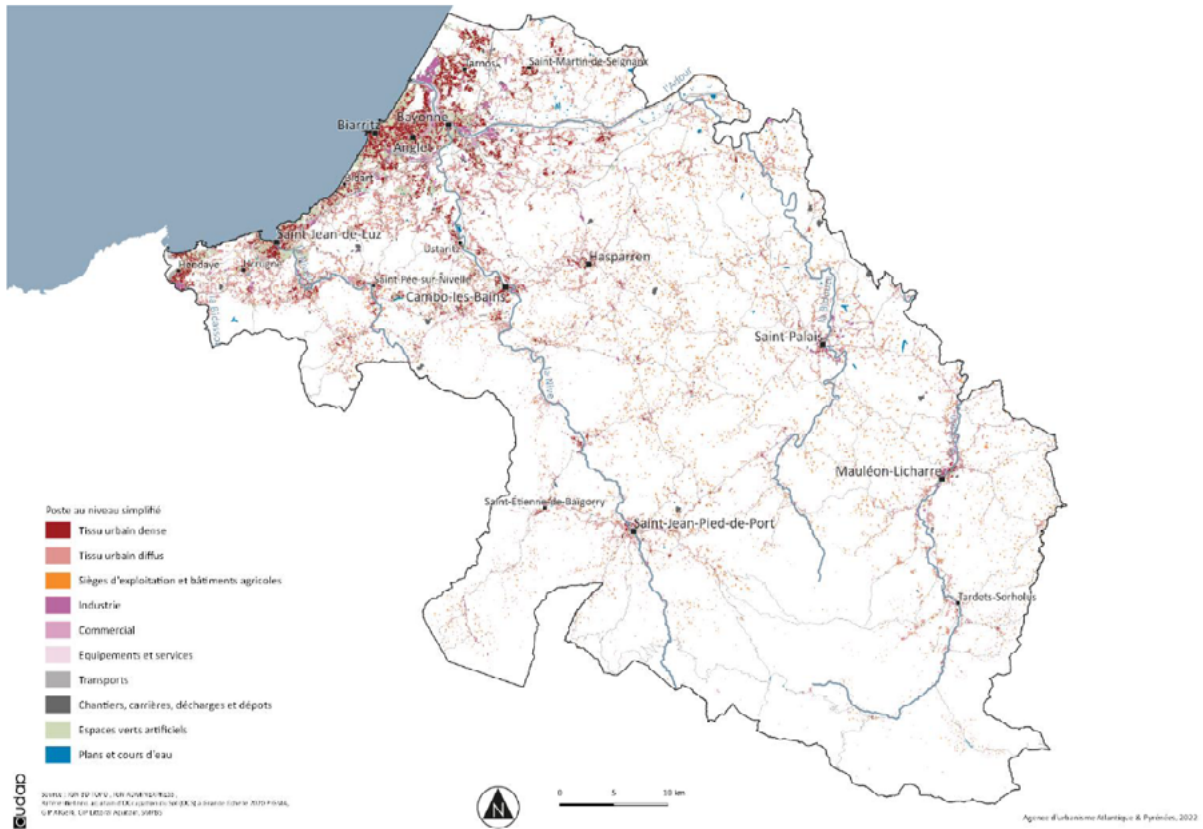 Tarnos
Saint-Martin-de-Seignanx
l'Adour
Bayonne
Biarritz
Anglet
Bidart
Saint Jean-de-Luz
Ustaritz
Hasparren
Hendaye
Saint-Pée-sur-Nivelle
Cambo-les-Bains
la Bidouze
Saint-Palais
la Nive
Mauléon-Licharre
Saint-Étienne-de-Baïgorry
Saint-Jean-Pied-de-Port
Tardets-Sorholus
Poste au niveau simplifié
Tissu urbain dense
Tissu urbain diffus
Sièges d'exploitation et bâtiments agricoles
Industrie
Commercial
Equipements et services
Transports
Chantiers, carrières, décharges et dépôts
Espaces verts artificiels
Plans et cours d'eau
audap
N
0 5 10 km
Agence d'urbanisme Atlantique & Pyrénées, 2023